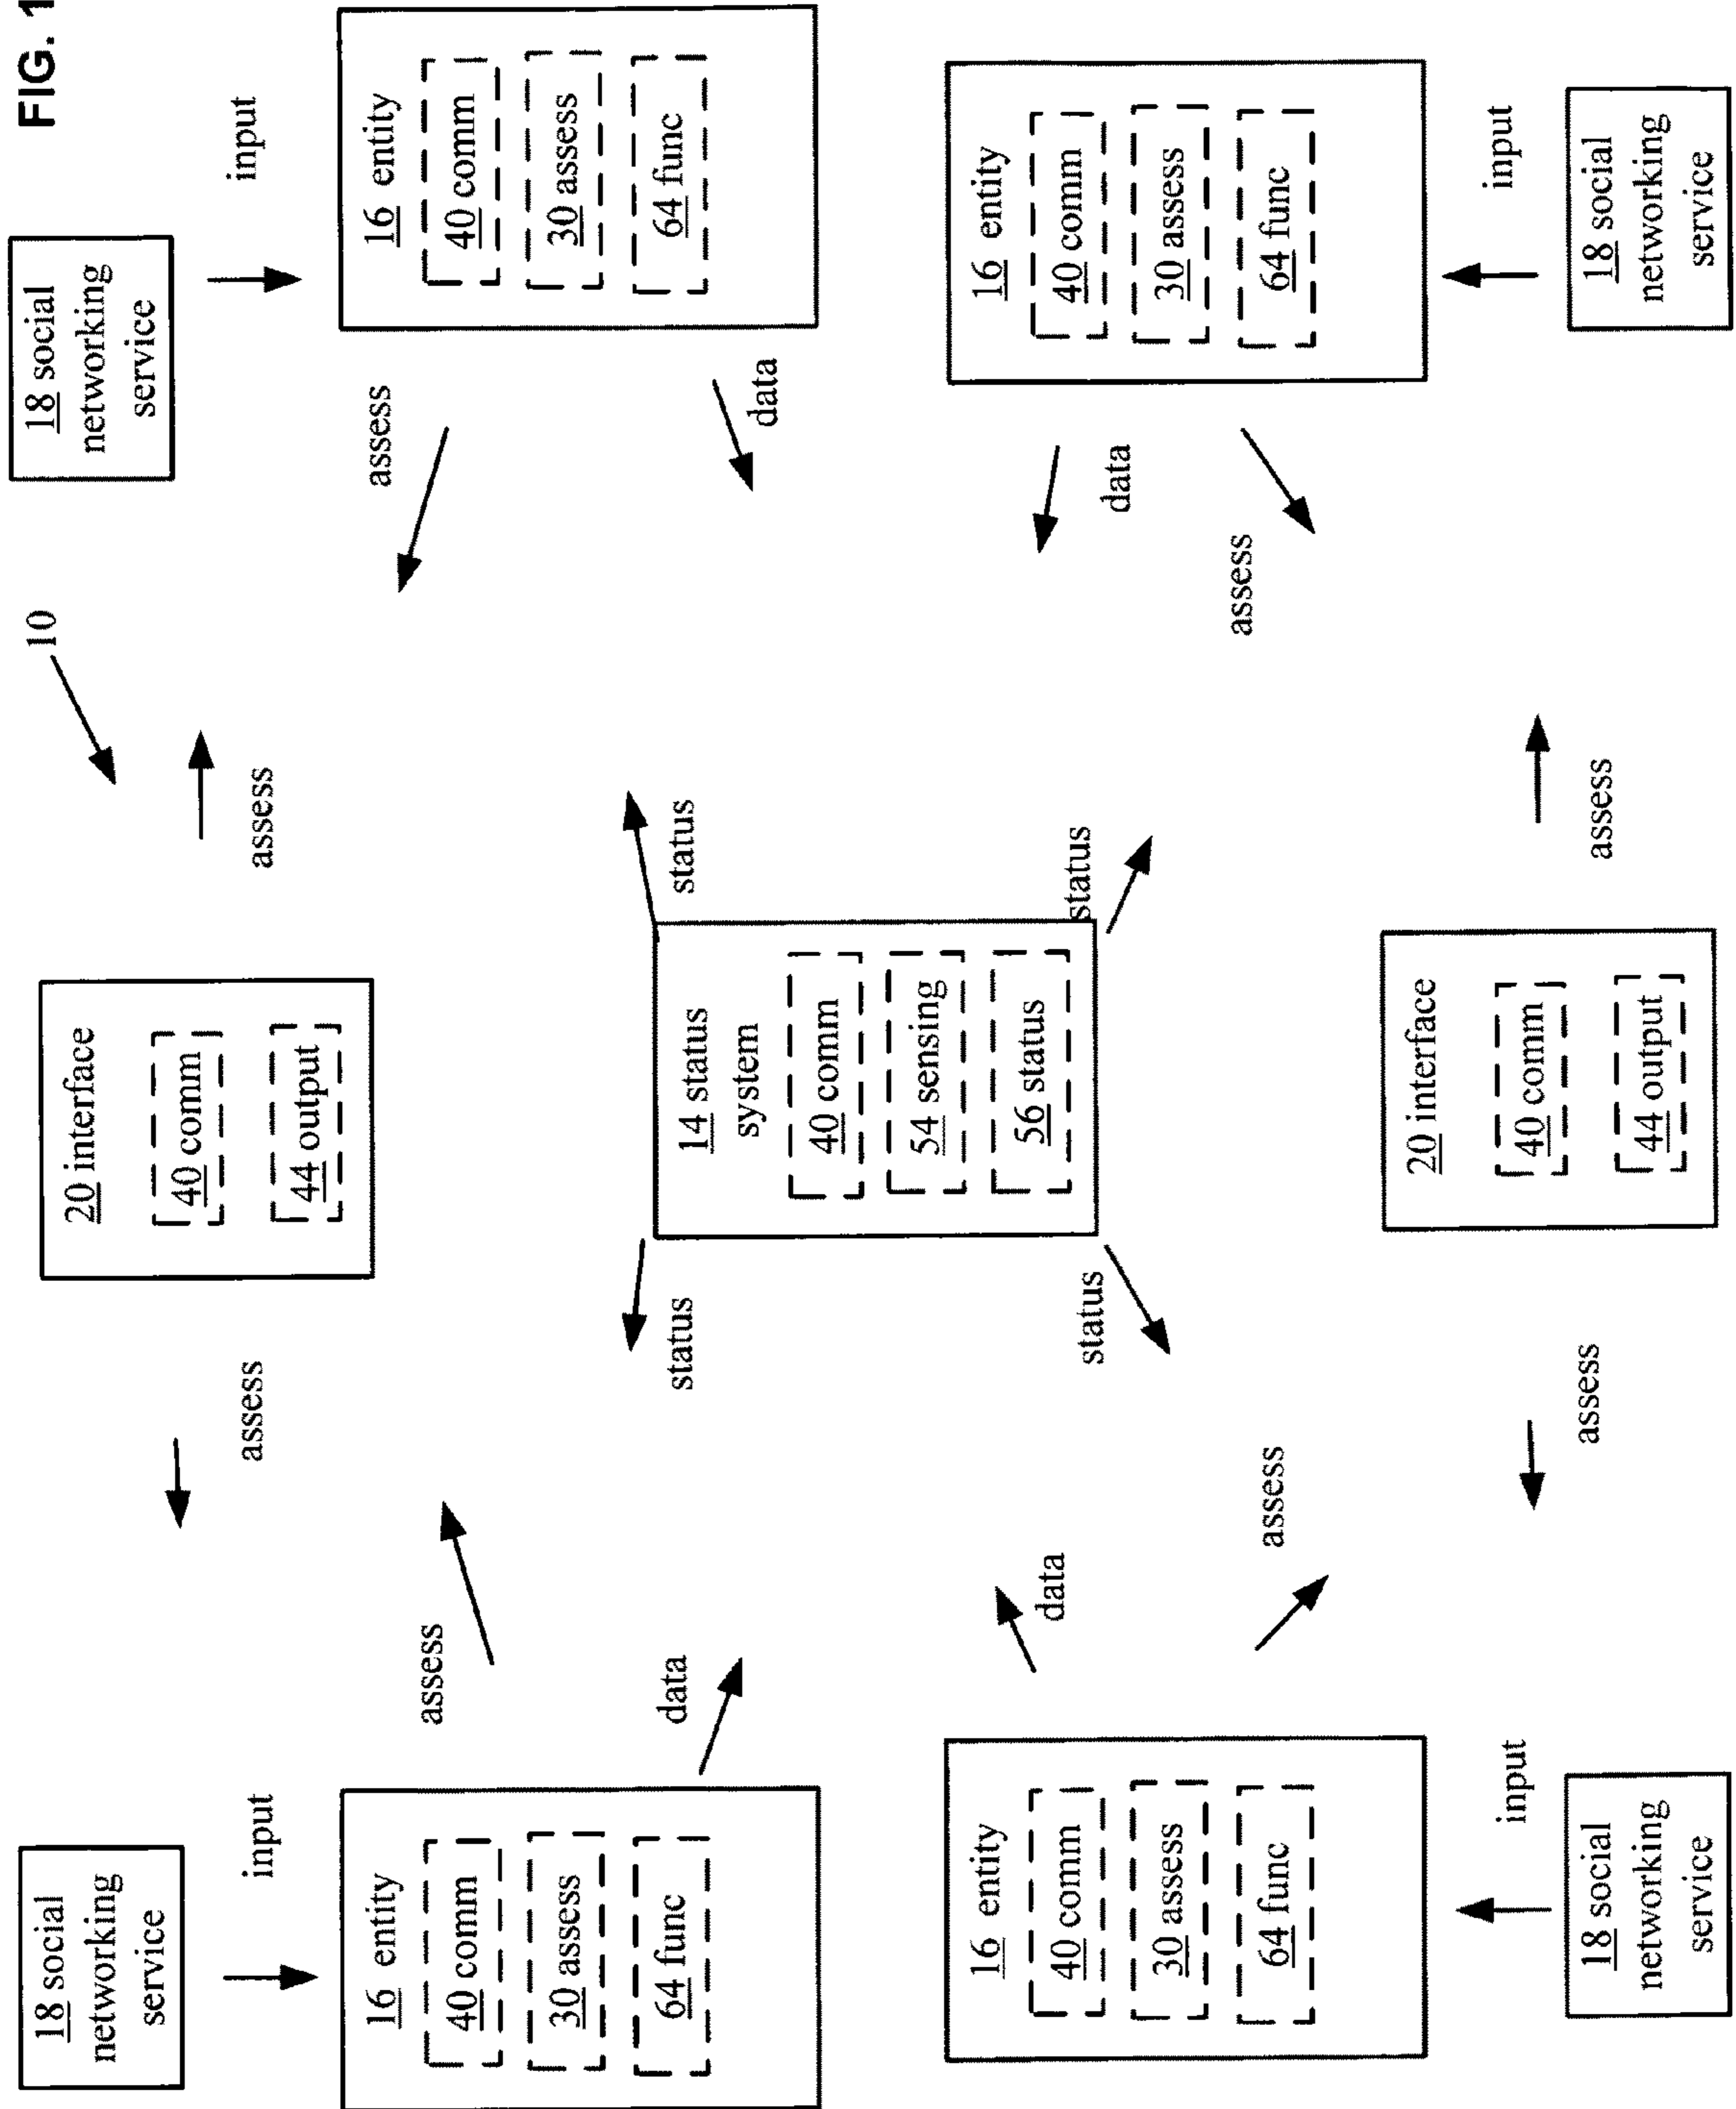 FIG. 1
10
18 social
networking
service
input
16 entity
40 comm
30 assess
64 func
assess
data
assess
20 interface
40 comm
44 output
assess
18 social
networking
service
input
16 entity
40 comm
30 assess
64 func
assess
data
status
status
14 status
system
40 comm
54 sensing
56 status
status
status
16 entity
40 comm
30 assess
64 func
data
assess
input
18 social
networking
service
assess
20 interface
40 comm
44 output
assess
16 entity
40 comm
30 assess
64 func
data
assess
input
18 social
networking
service